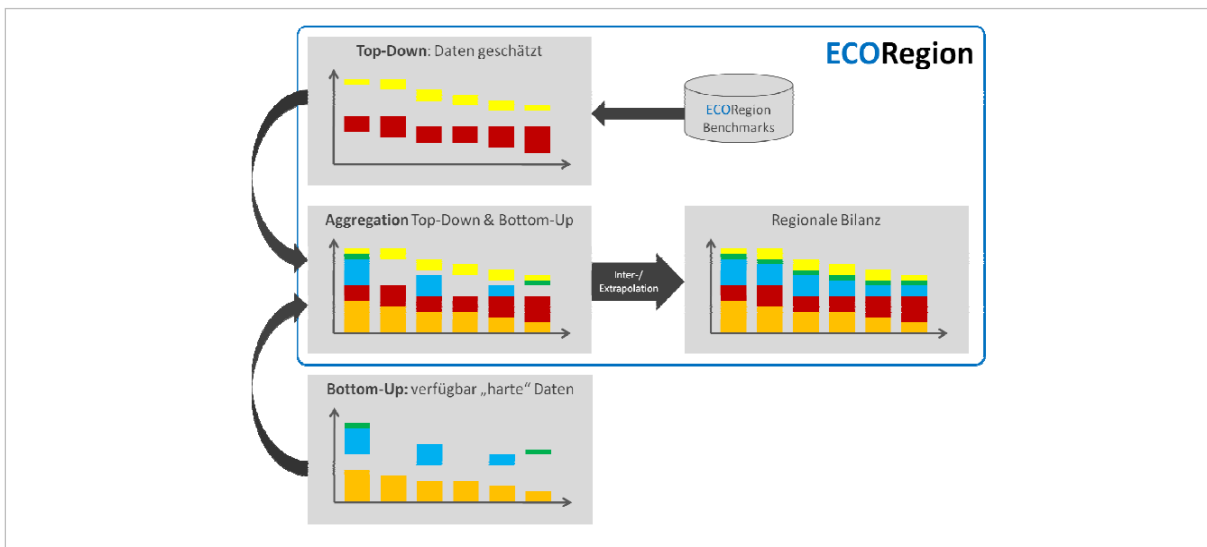 Top-Down: Daten geschätzt
ECORegion
ECORegion
Benchmarks
Aggregation Top-Down & Bottom-Up
Regionale Bilanz
Inter-/
Extrapolation
Bottom-Up: verfügbar „harte“ Daten